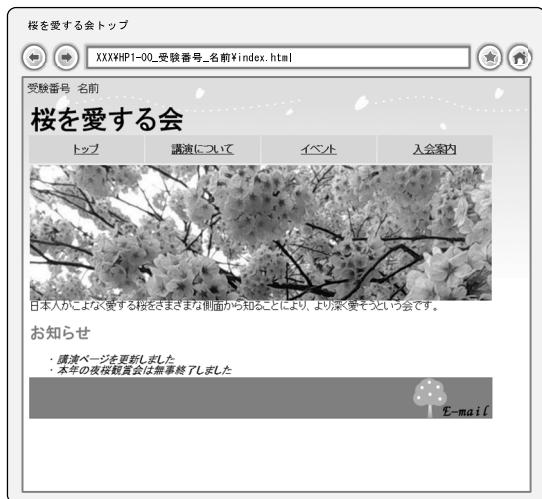 桜を愛する会トップ
XXX¥HP1-00_受験番号_名前¥index.html
受験番号 名前
桜を愛する会
トップ 講演について イベント 入会案内
日本人がこよなく愛する桜をさまざまな側面から知ることにより、より深く愛そうという会です。
お知らせ
・講演ページを更新しました
・本年の夜桜観賞会は無事終了しました
E-mail